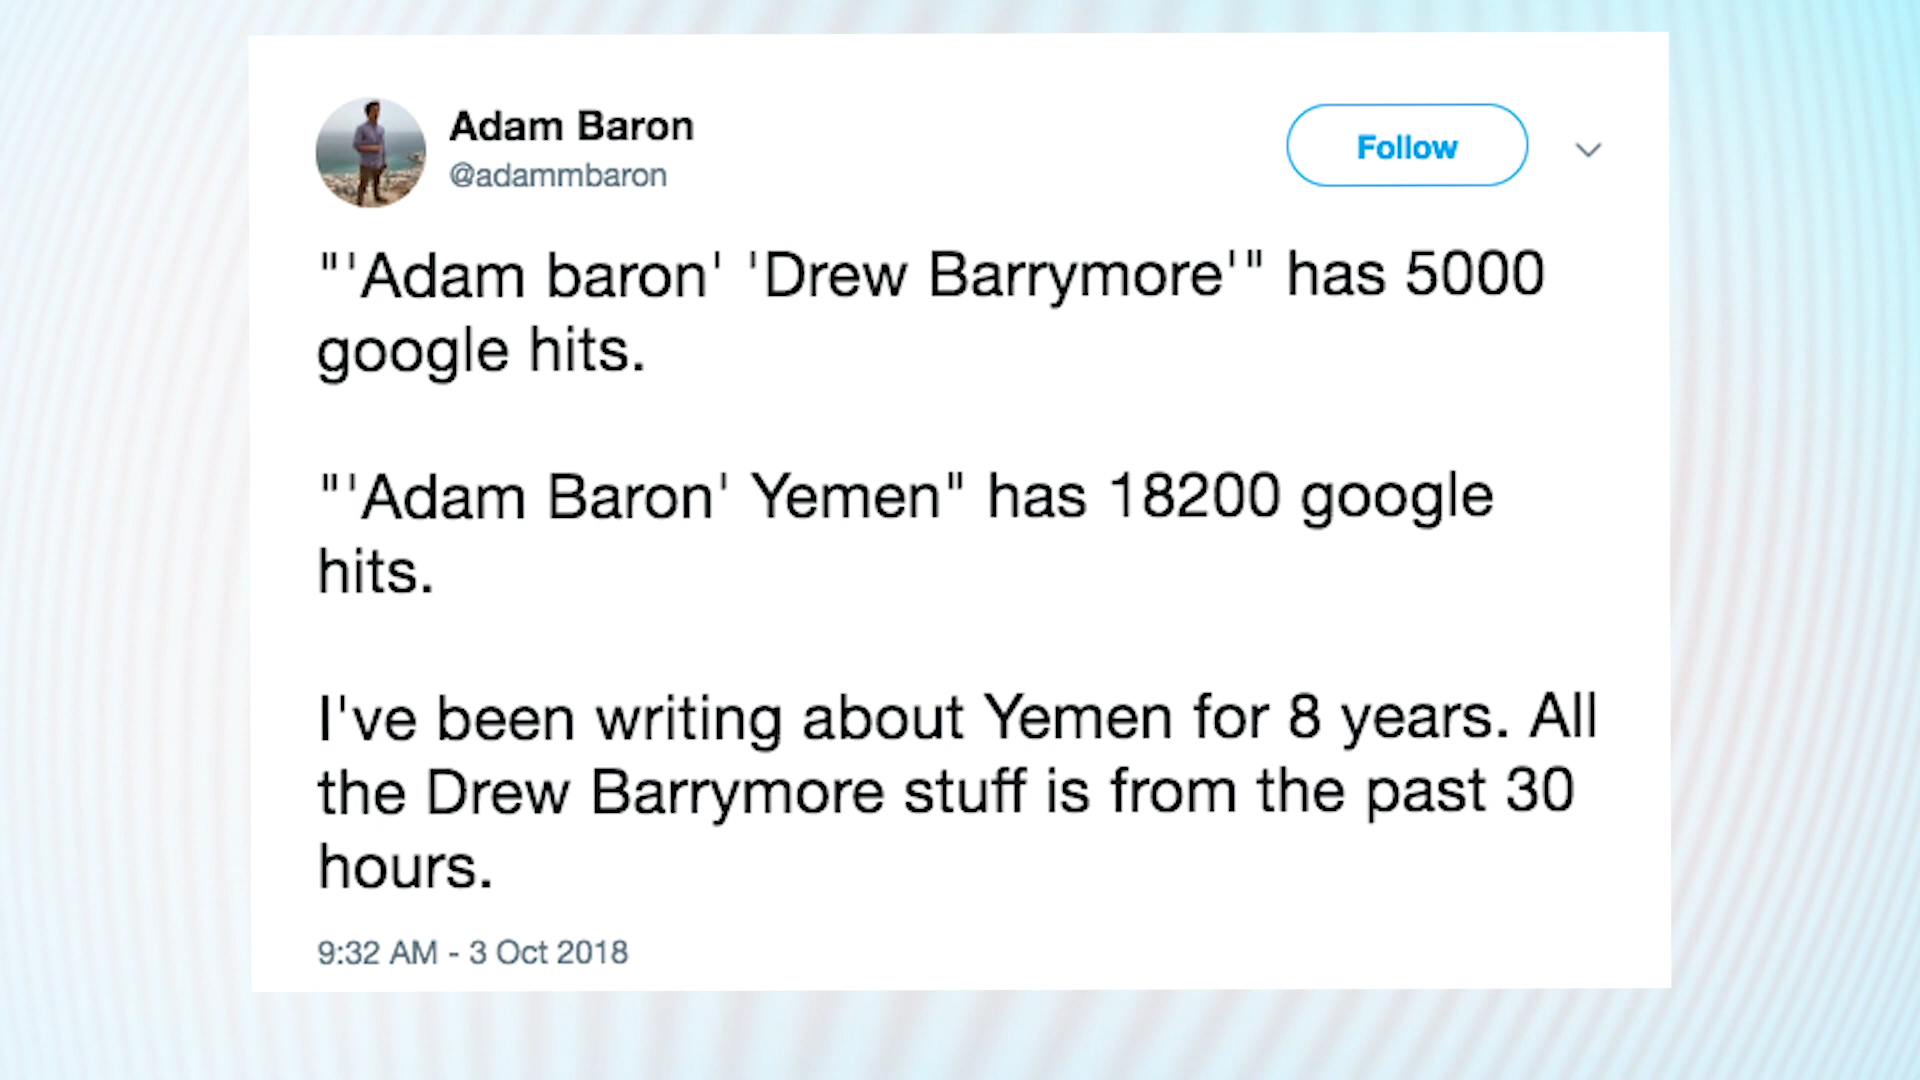 Adam Baron
@adammbaron
Follow
"'Adam baron' 'Drew Barrymore'" has 5000
google hits.
"'Adam Baron' Yemen" has 18200 google
hits.
I've been writing about Yemen for 8 years. All
the Drew Barrymore stuff is from the past 30
hours.
9:32 AM - 3 Oct 2018